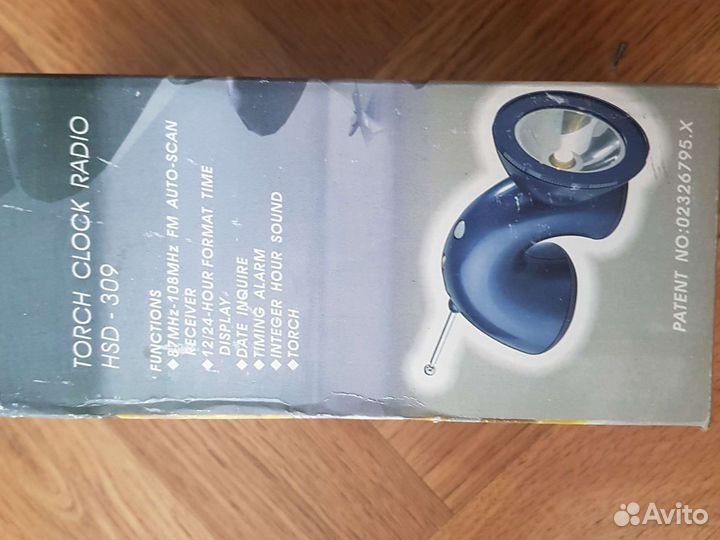 TORCH CLOCK RADIO
HSD - 309
FUNCTIONS
◆87MHz-108MHz FM AUTO-SCAN
RECEIVER
◆12/24-HOUR FORMAT TIME
DISPLAY
◆DATE INQUIRE
◆TIMING ALARM
◆INTEGER HOUR SOUND
◆TORCH
PATENT NO:02326795.X
Avito